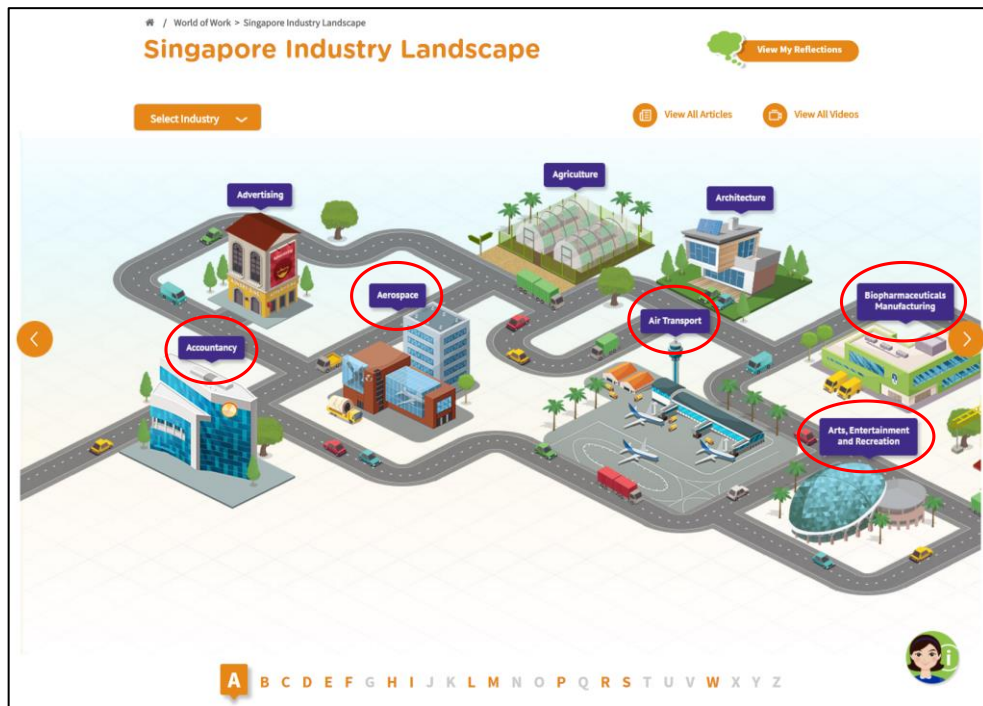 / World of Work > Singapore Industry Landscape
Singapore Industry Landscape
View My Reflections
Select Industry
View All Articles
View All Videos
Agriculture
Advertising
Architecture
Aerospace
Biopharmaceuticals
Manufacturing
Air Transport
Accountancy
Arts, Entertainment
and Recreation
A B C D E F G H I J K L M N O P Q R S T U V W X Y Z